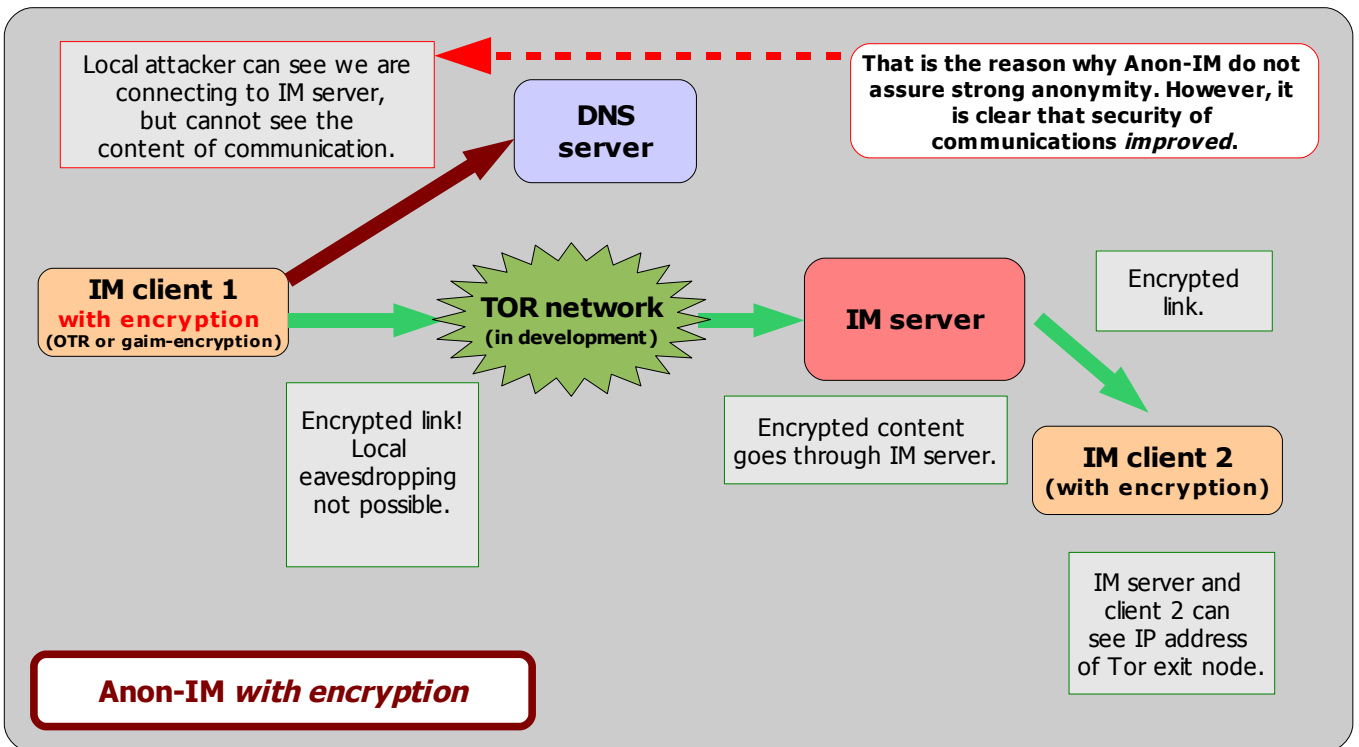 Local attacker can see we are
connecting to IM server,
but cannot see the
content of communication.
That is the reason why Anon-IM do not
assure strong anonymity. However, it
is clear that security of
communications improved.
DNS
server
IM client 1
with encryption
(OTR or gaim-encryption)
TOR network
(in development)
IM server
Encrypted
link.
Encrypted link!
Local
eavesdropping
not possible.
Encrypted content
goes through IM server.
IM client 2
(with encryption)
IM server and
client 2 can
see IP address
of Tor exit node.
Anon-IM with encryption